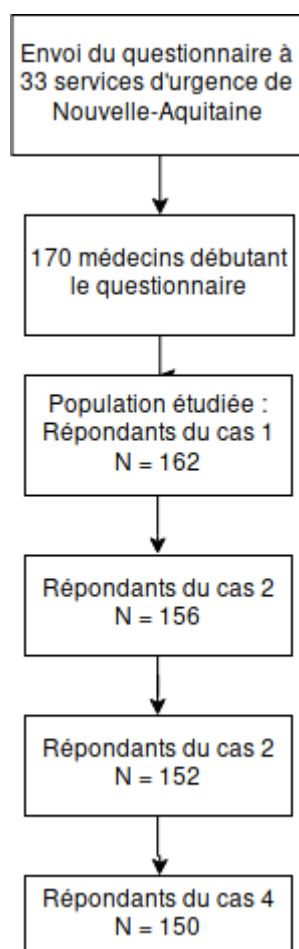 Envoi du questionnaire à
33 services d'urgence de
Nouvelle-Aquitaine
170 médecins débutant
le questionnaire
Population étudiée :
Répondants du cas 1
N = 162
Répondants du cas 2
N = 156
Répondants du cas 2
N = 152
Répondants du cas 4
N = 150